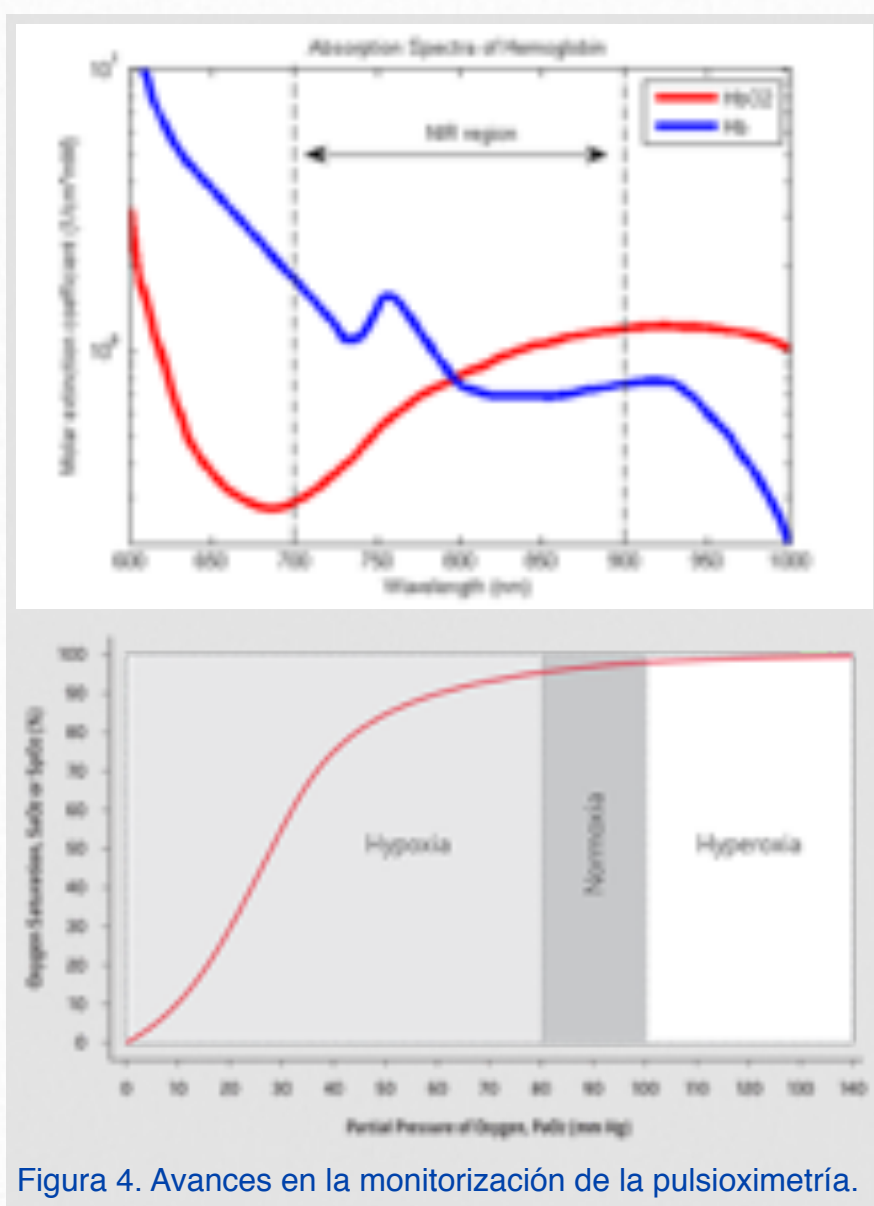 Absorption Spectra of Hemoglobin
10¹
HbO2
Hb
NIR region
Molar extinction coefficient
10⁰
600 650 700 750 800 850 900 950 1000
Wavelength (nm)
100
90
80
70
60
50
40
30
20
10
0
Oxygen Saturation, SaO₂ or SpO₂ (%)
Hypoxia
Normoxia
Hyperoxia
0 10 20 30 40 50 60 70 80 90 100 110 120 130 140
Partial Pressure of Oxygen, PaO₂ (mm Hg)
Figura 4. Avances en la monitorización de la pulsioximetría.